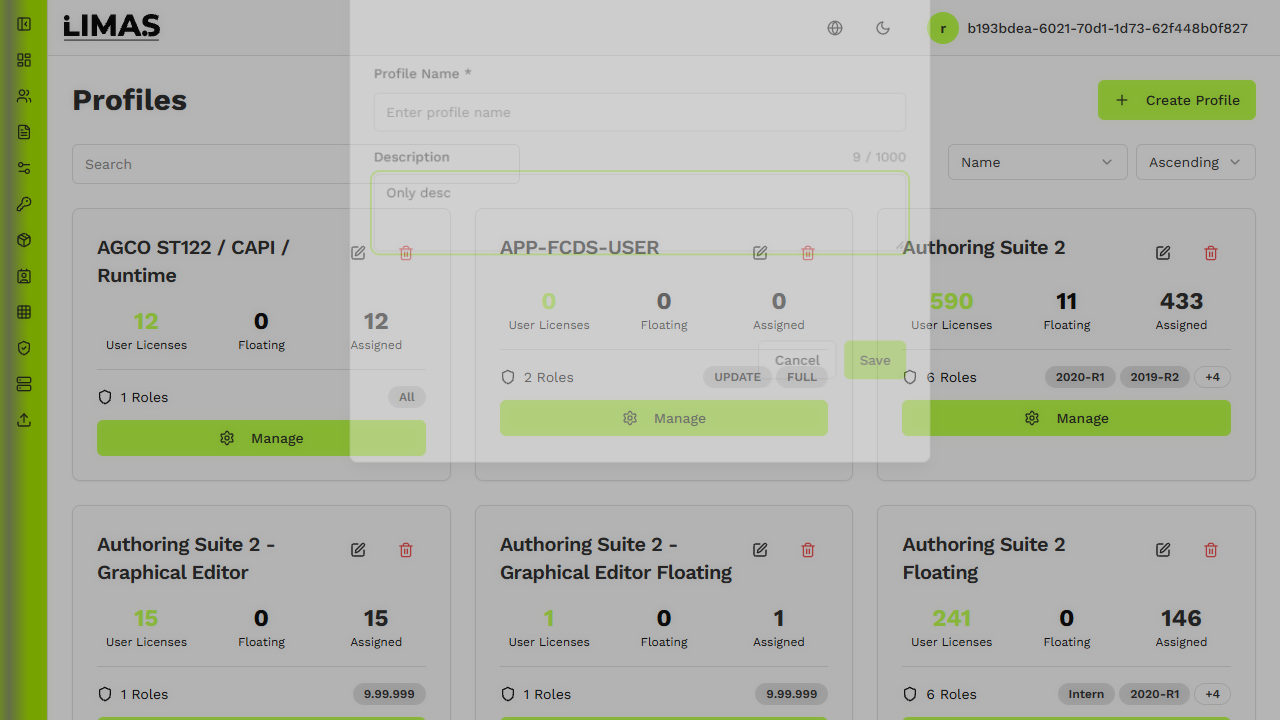 LIMAS
r
b193bdea-6021-70d1-1d73-62f448b0f827
Profiles
Create Profile
Search
Name
Ascending
Profile Name *
Enter profile name
Description
9 / 1000
Only desc
Cancel
Save
AGCO ST122 / CAPI /
Runtime
12
0
12
User Licenses
Floating
Assigned
1 Roles
All
Manage
APP-FCDS-USER
0
0
0
User Licenses
Floating
Assigned
2 Roles
UPDATE
FULL
Manage
Authoring Suite 2
590
11
433
User Licenses
Floating
Assigned
6 Roles
2020-R1
2019-R2
+4
Manage
Authoring Suite 2 -
Graphical Editor
15
0
15
User Licenses
Floating
Assigned
1 Roles
9.99.999
Authoring Suite 2 -
Graphical Editor Floating
1
0
1
User Licenses
Floating
Assigned
1 Roles
9.99.999
Authoring Suite 2
Floating
241
0
146
User Licenses
Floating
Assigned
6 Roles
Intern
2020-R1
+4